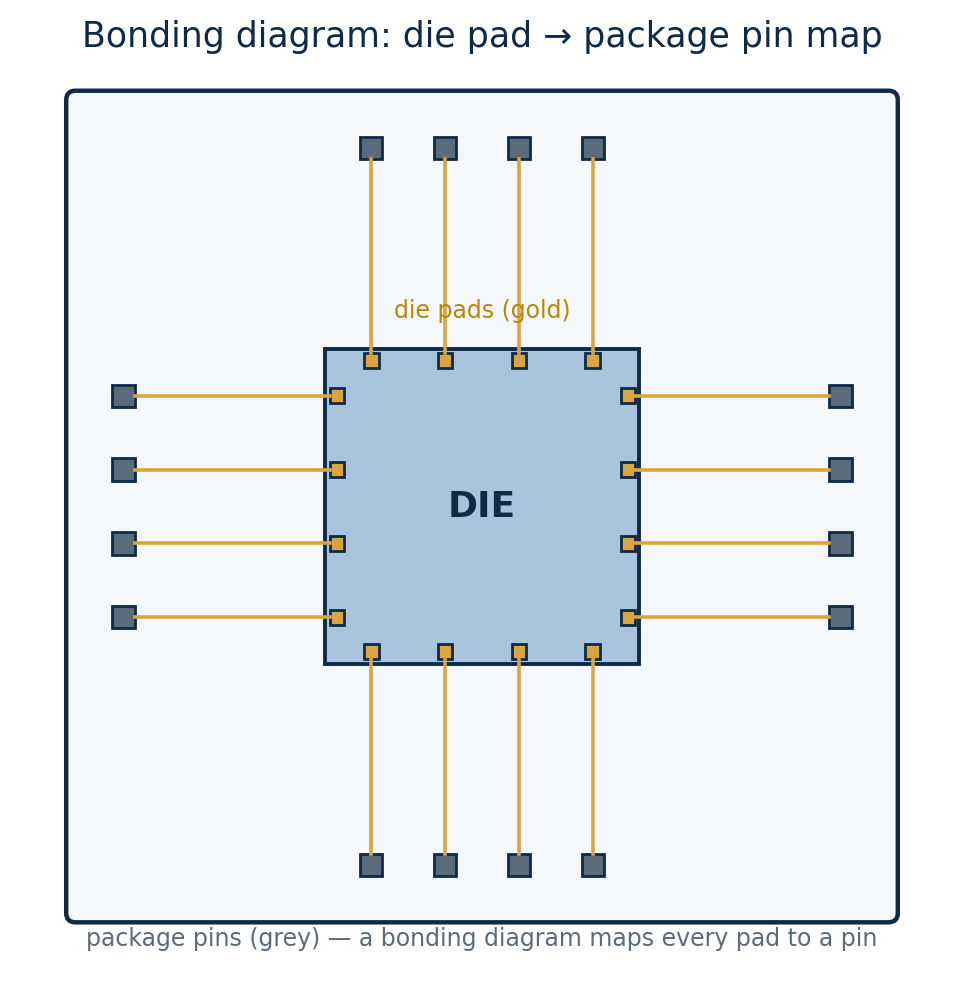 Bonding diagram: die pad → package pin map
die pads (gold)
DIE
package pins (grey) — a bonding diagram maps every pad to a pin